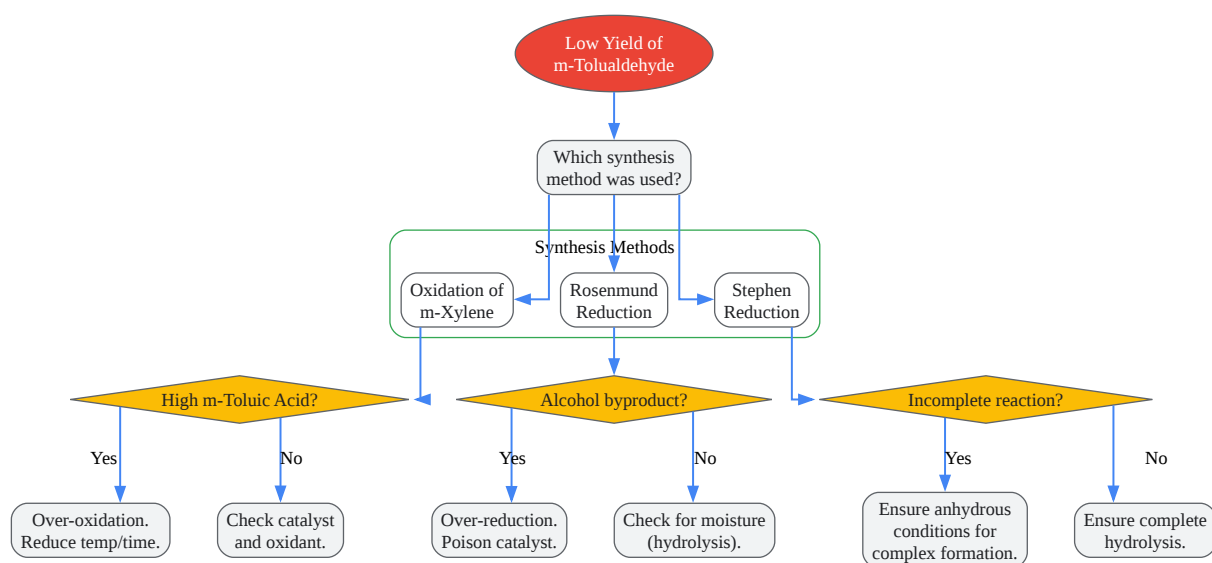 Low Yield of
m-Tolualdehyde
Which synthesis
method was used?
Synthesis Methods
Oxidation of
m-Xylene
Rosenmund
Reduction
Stephen
Reduction
High m-Toluic Acid?
Alcohol byproduct?
Incomplete reaction?
Yes
No
Yes
No
Yes
No
Over-oxidation.
Reduce temp/time.
Check catalyst
and oxidant.
Over-reduction.
Poison catalyst.
Check for moisture
(hydrolysis).
Ensure anhydrous
conditions for
complex formation.
Ensure complete
hydrolysis.